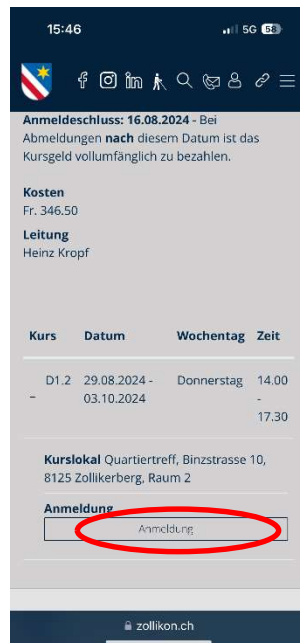 15:46
5G 58
Anmeldeschluss: 16.08.2024 - Bei
Abmeldungen nach diesem Datum ist das
Kursgeld vollumfänglich zu bezahlen.
Kosten
Fr. 346.50
Leitung
Heinz Kropf
Kurs Datum Wochentag Zeit
D1.2 29.08.2024 - Donnerstag 14.00
– 03.10.2024 -
17.30
Kurslokal Quartiertreff, Binzstrasse 10,
8125 Zollikerberg, Raum 2
Anmeldung
Anmeldung
zollikon.ch